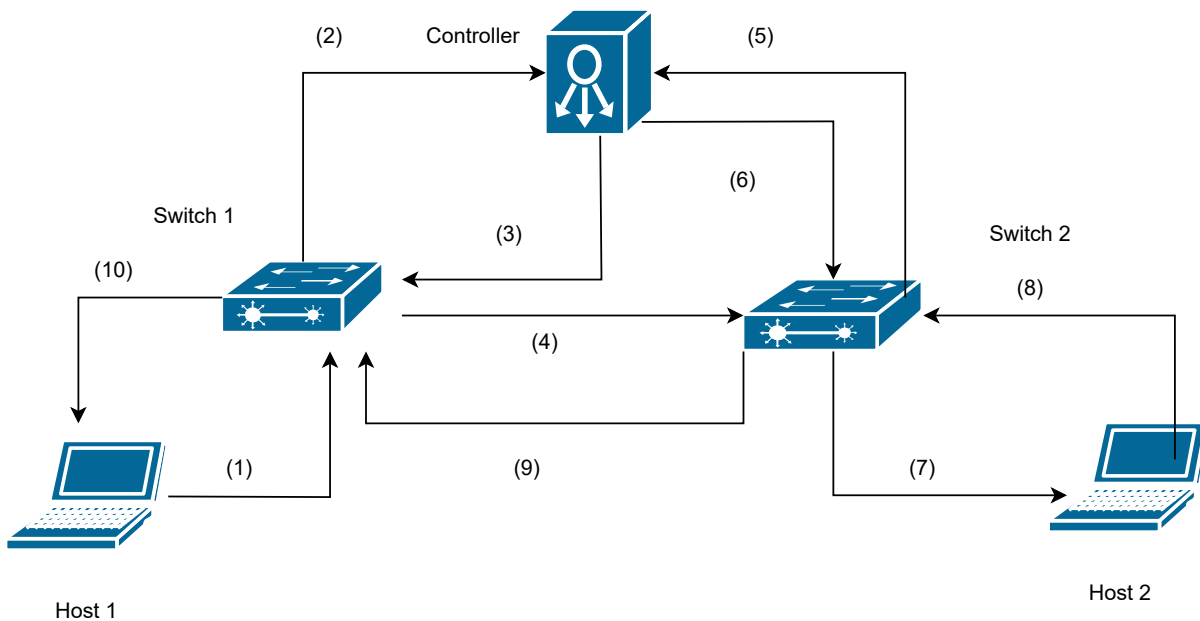 (2)
Controller
(5)
(6)
Switch 1
(3)
Switch 2
(10)
(8)
(4)
(1)
(9)
(7)
Host 1
Host 2